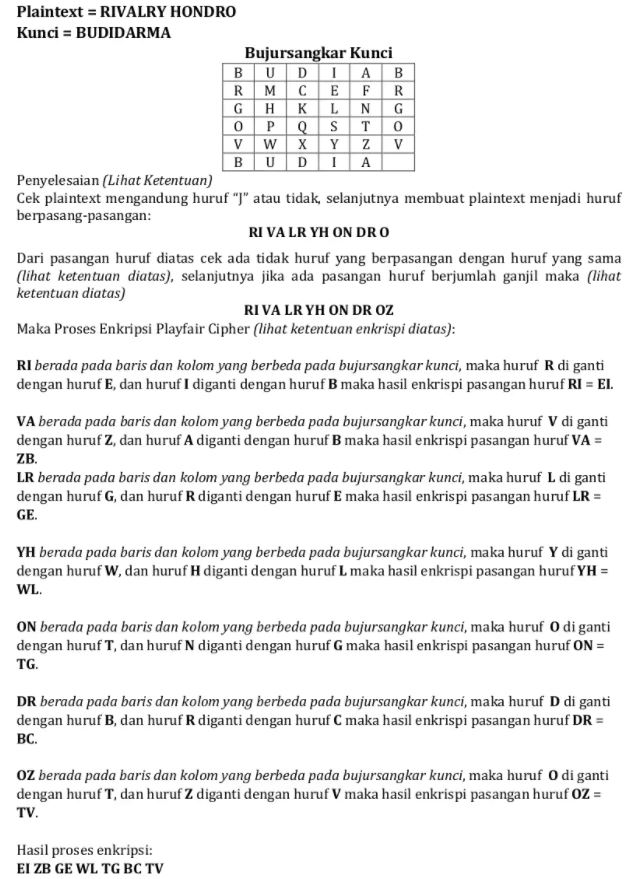 Plaintext = RIVALRY HONDRO
Kunci = BUDIDARMA
Bujursangkar Kunci
B U D I A B
R M C E F R
G H K L N G
O P Q S T O
V W X Y Z V
B U D I A
Penyelesaian (Lihat Ketentuan)
Cek plaintext mengandung huruf "J" atau tidak, selanjutnya membuat plaintext menjadi huruf
berpasang-pasangan:
RI VA LR YH ON DR O
Dari pasangan huruf diatas cek ada tidak huruf yang berpasangan dengan huruf yang sama
(lihat ketentuan diatas), selanjutnya jika ada pasangan huruf berjumlah ganjil maka (lihat
ketentuan diatas)
RI VA LR YH ON DR OZ
Maka Proses Enkripsi Playfair Cipher (lihat ketentuan enkrispi diatas):
RI berada pada baris dan kolom yang berbeda pada bujursangkar kunci, maka huruf R di ganti
dengan huruf E, dan huruf I diganti dengan huruf B maka hasil enkrispi pasangan huruf RI = EI.
VA berada pada baris dan kolom yang berbeda pada bujursangkar kunci, maka huruf V di ganti
dengan huruf Z, dan huruf A diganti dengan huruf B maka hasil enkrispi pasangan huruf VA =
ZB.
LR berada pada baris dan kolom yang berbeda pada bujursangkar kunci, maka huruf L di ganti
dengan huruf G, dan huruf R diganti dengan huruf E maka hasil enkrispi pasangan huruf LR =
GE.
YH berada pada baris dan kolom yang berbeda pada bujursangkar kunci, maka huruf Y di ganti
dengan huruf W, dan huruf H diganti dengan huruf L maka hasil enkripsi pasangan huruf YH =
WL.
ON berada pada baris dan kolom yang berbeda pada bujursangkar kunci, maka huruf O di ganti
dengan huruf T, dan huruf N diganti dengan huruf G maka hasil enkripsi pasangan huruf ON =
TG.
DR berada pada baris dan kolom yang berbeda pada bujursangkar kunci, maka huruf D di ganti
dengan huruf B, dan huruf R diganti dengan huruf C maka hasil enkripsi pasangan huruf DR =
BC.
OZ berada pada baris dan kolom yang berbeda pada bujursangkar kunci, maka huruf O di ganti
dengan huruf T, dan huruf Z diganti dengan huruf V maka hasil enkripsi pasangan huruf OZ =
TV.
Hasil proses enkripsi:
EI ZB GE WL TG BC TV